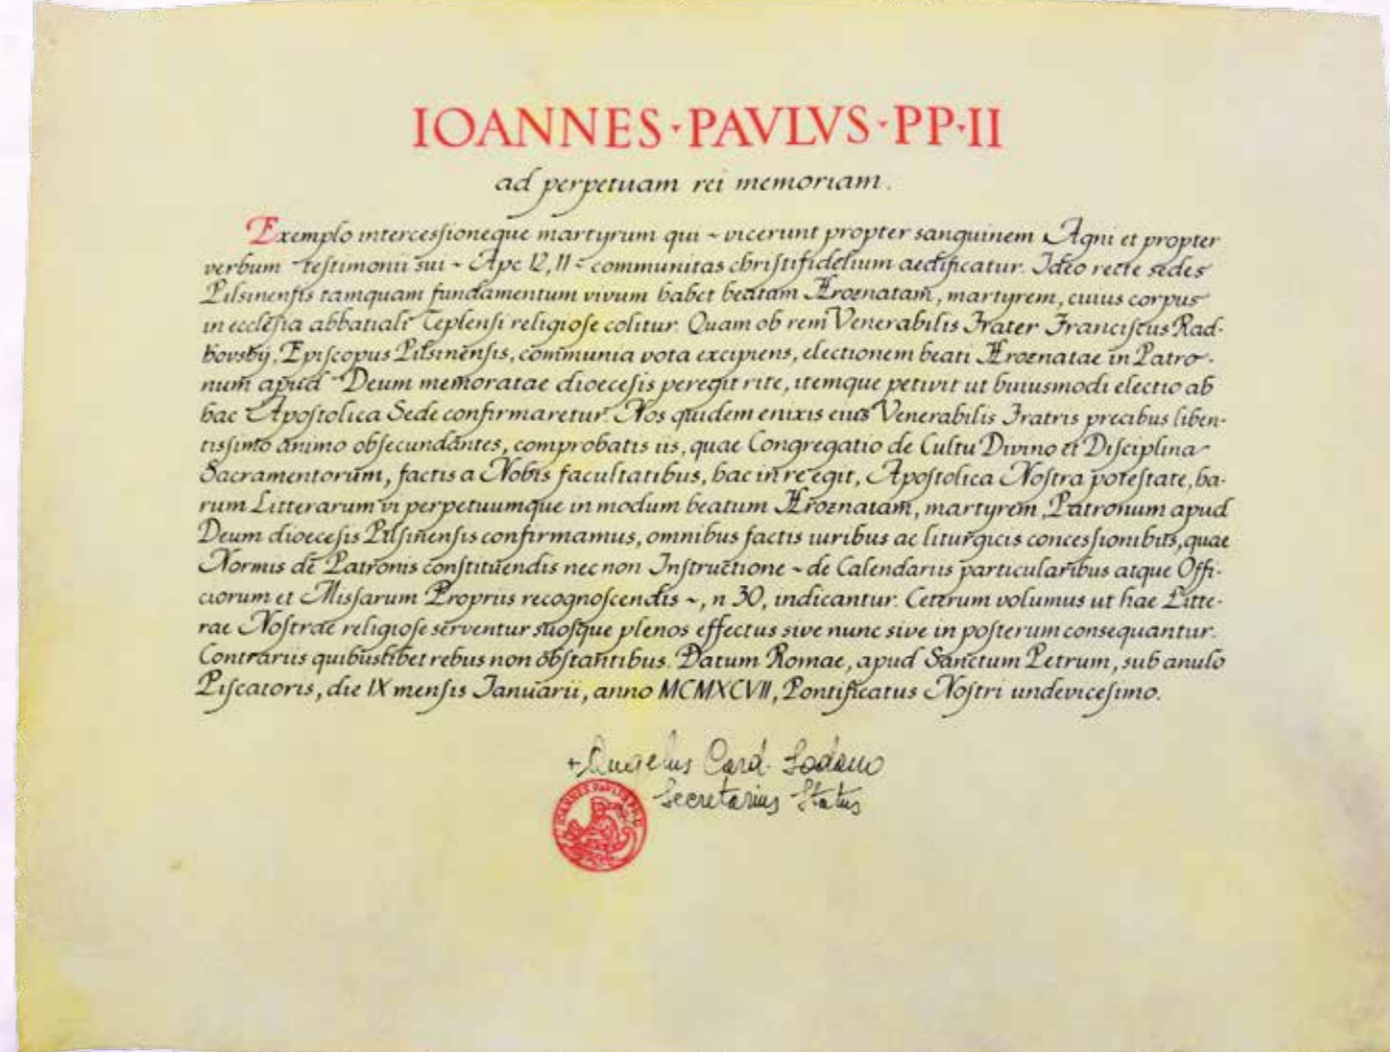 IOANNES · PAVLVS · PP · II
ad perpetuam rei memoriam.
Exemplo intercessioneque martyrum qui ~ vicerunt propter sanguinem Agni et propter
verbum testimonii sui ~ Apc 12, 11 ~ communitas christifidelium aedificatur. Ideo recte sedes
Pilsinensis tamquam fundamentum vivum habet beatam Hroznatam, martyrem, cuius corpus
in ecclesia abbatiali Teplensi religiose colitur. Quam ob rem Venerabilis Frater Franciscus Rad-
kovský, Episcopus Pilsinensis, communia vota excipiens, electionem beati Hroznatae in Patro-
num apud Deum memoratae dioecesis peregit rite, itemque petivit ut huiusmodi electio ab
hac Apostolica Sede confirmaretur. Nos quidem enixis eius Venerabilis Fratris precibus liben-
tissimo animo obsecundantes, comprobatis iis, quae Congregatio de Cultu Divino et Disciplina
Sacramentorum, factis a Nobis facultatibus, hac in re egit, Apostolica Nostra potestate, ha-
rum Litterarum vi perpetuumque in modum beatum Hroznatam, martyrem, Patronum apud
Deum dioecesis Pilsinensis confirmamus, omnibus factis iuribus ac liturgicis concessionibus, quae
Normis de Patronis constituendis nec non Instructione ~ de Calendariis particularibus atque Offi-
ciorum et Missarum Propriis recognoscendis ~, n 30, indicantur. Ceterum volumus ut hae Litte-
rae Nostrae religiose serventur suosque plenos effectus sive nunc sive in posterum consequantur.
Contrariis quibuslibet rebus non obstantibus. Datum Romae, apud Sanctum Petrum, sub anulo
Piscatoris, die IX mensis Januarii, anno MCMXCVII, Pontificatus Nostri undevicesimo.
+ Angelus Card. Sodano
Secretarius Status
IOANNES PAVLVS